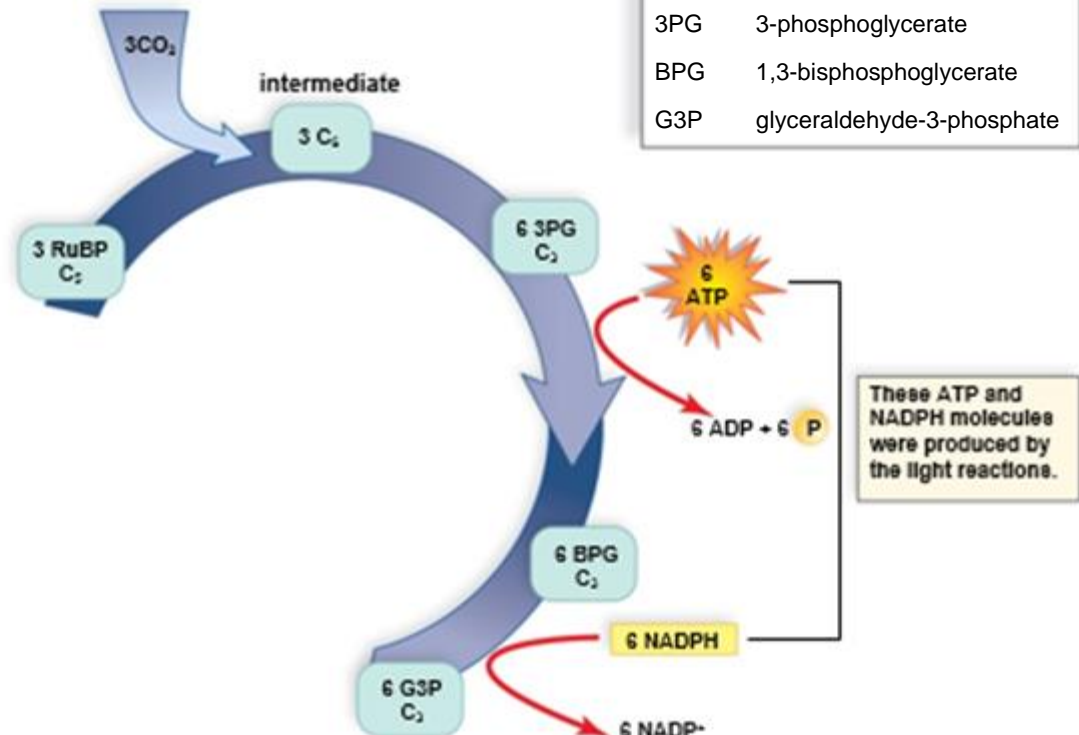 3PG 3-phosphoglycerate
BPG 1,3-bisphosphoglycerate
G3P glyceraldehyde-3-phosphate
3CO₂
intermediate
3 C₆
3 RuBP
C₅
6 3PG
C₃
6
ATP
6 ADP + 6 P
These ATP and
NADPH molecules
were produced by
the light reactions.
6 BPG
C₃
6 NADPH
6 G3P
C₃
6 NADP⁺